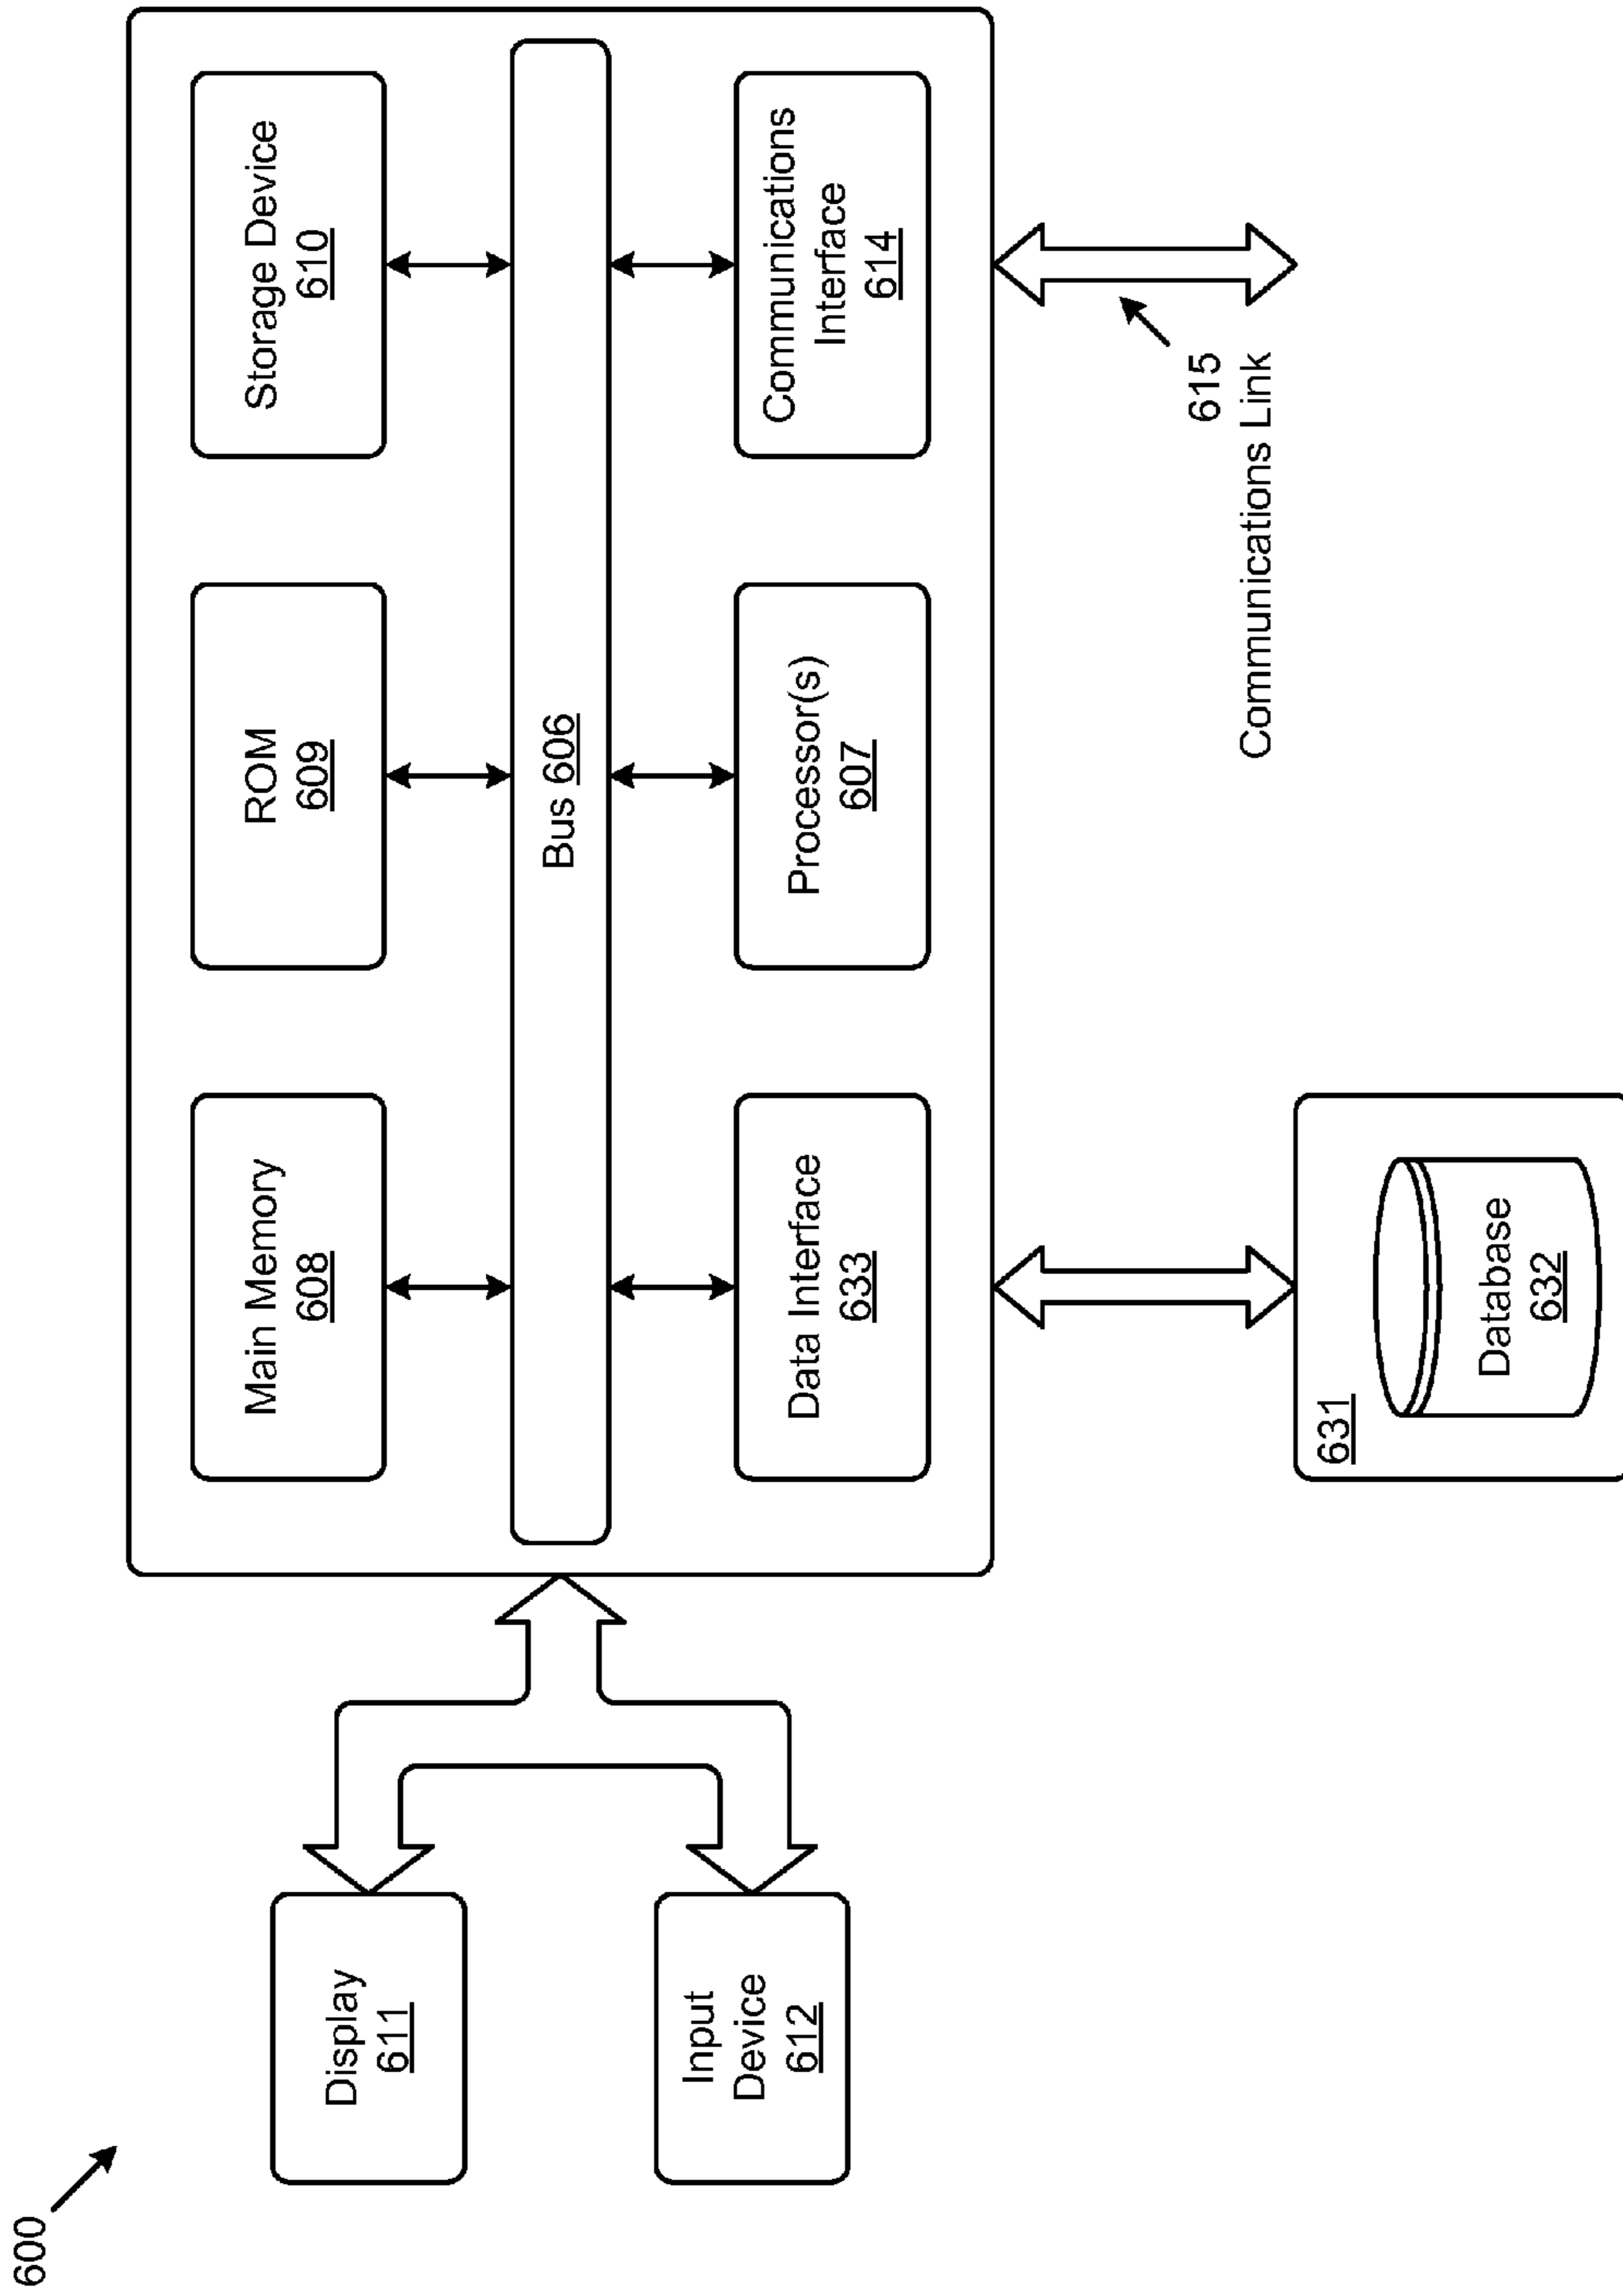 600
Display
611
Input
Device
612
Main Memory
608
ROM
609
Storage Device
610
Bus 606
Data Interface
633
Processor(s)
607
Communications
Interface
614
615
Communications Link
631
Database
632